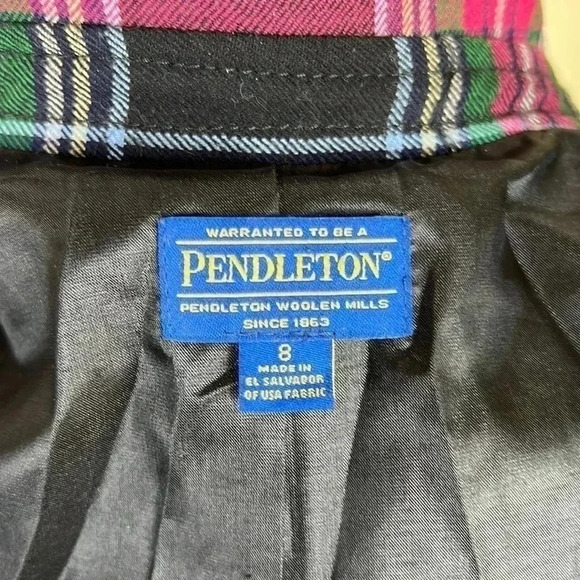 WARRANTED TO BE A
PENDLETON®
PENDLETON WOOLEN MILLS
SINCE 1863
8
MADE IN
EL SALVADOR
OF USA FABRIC